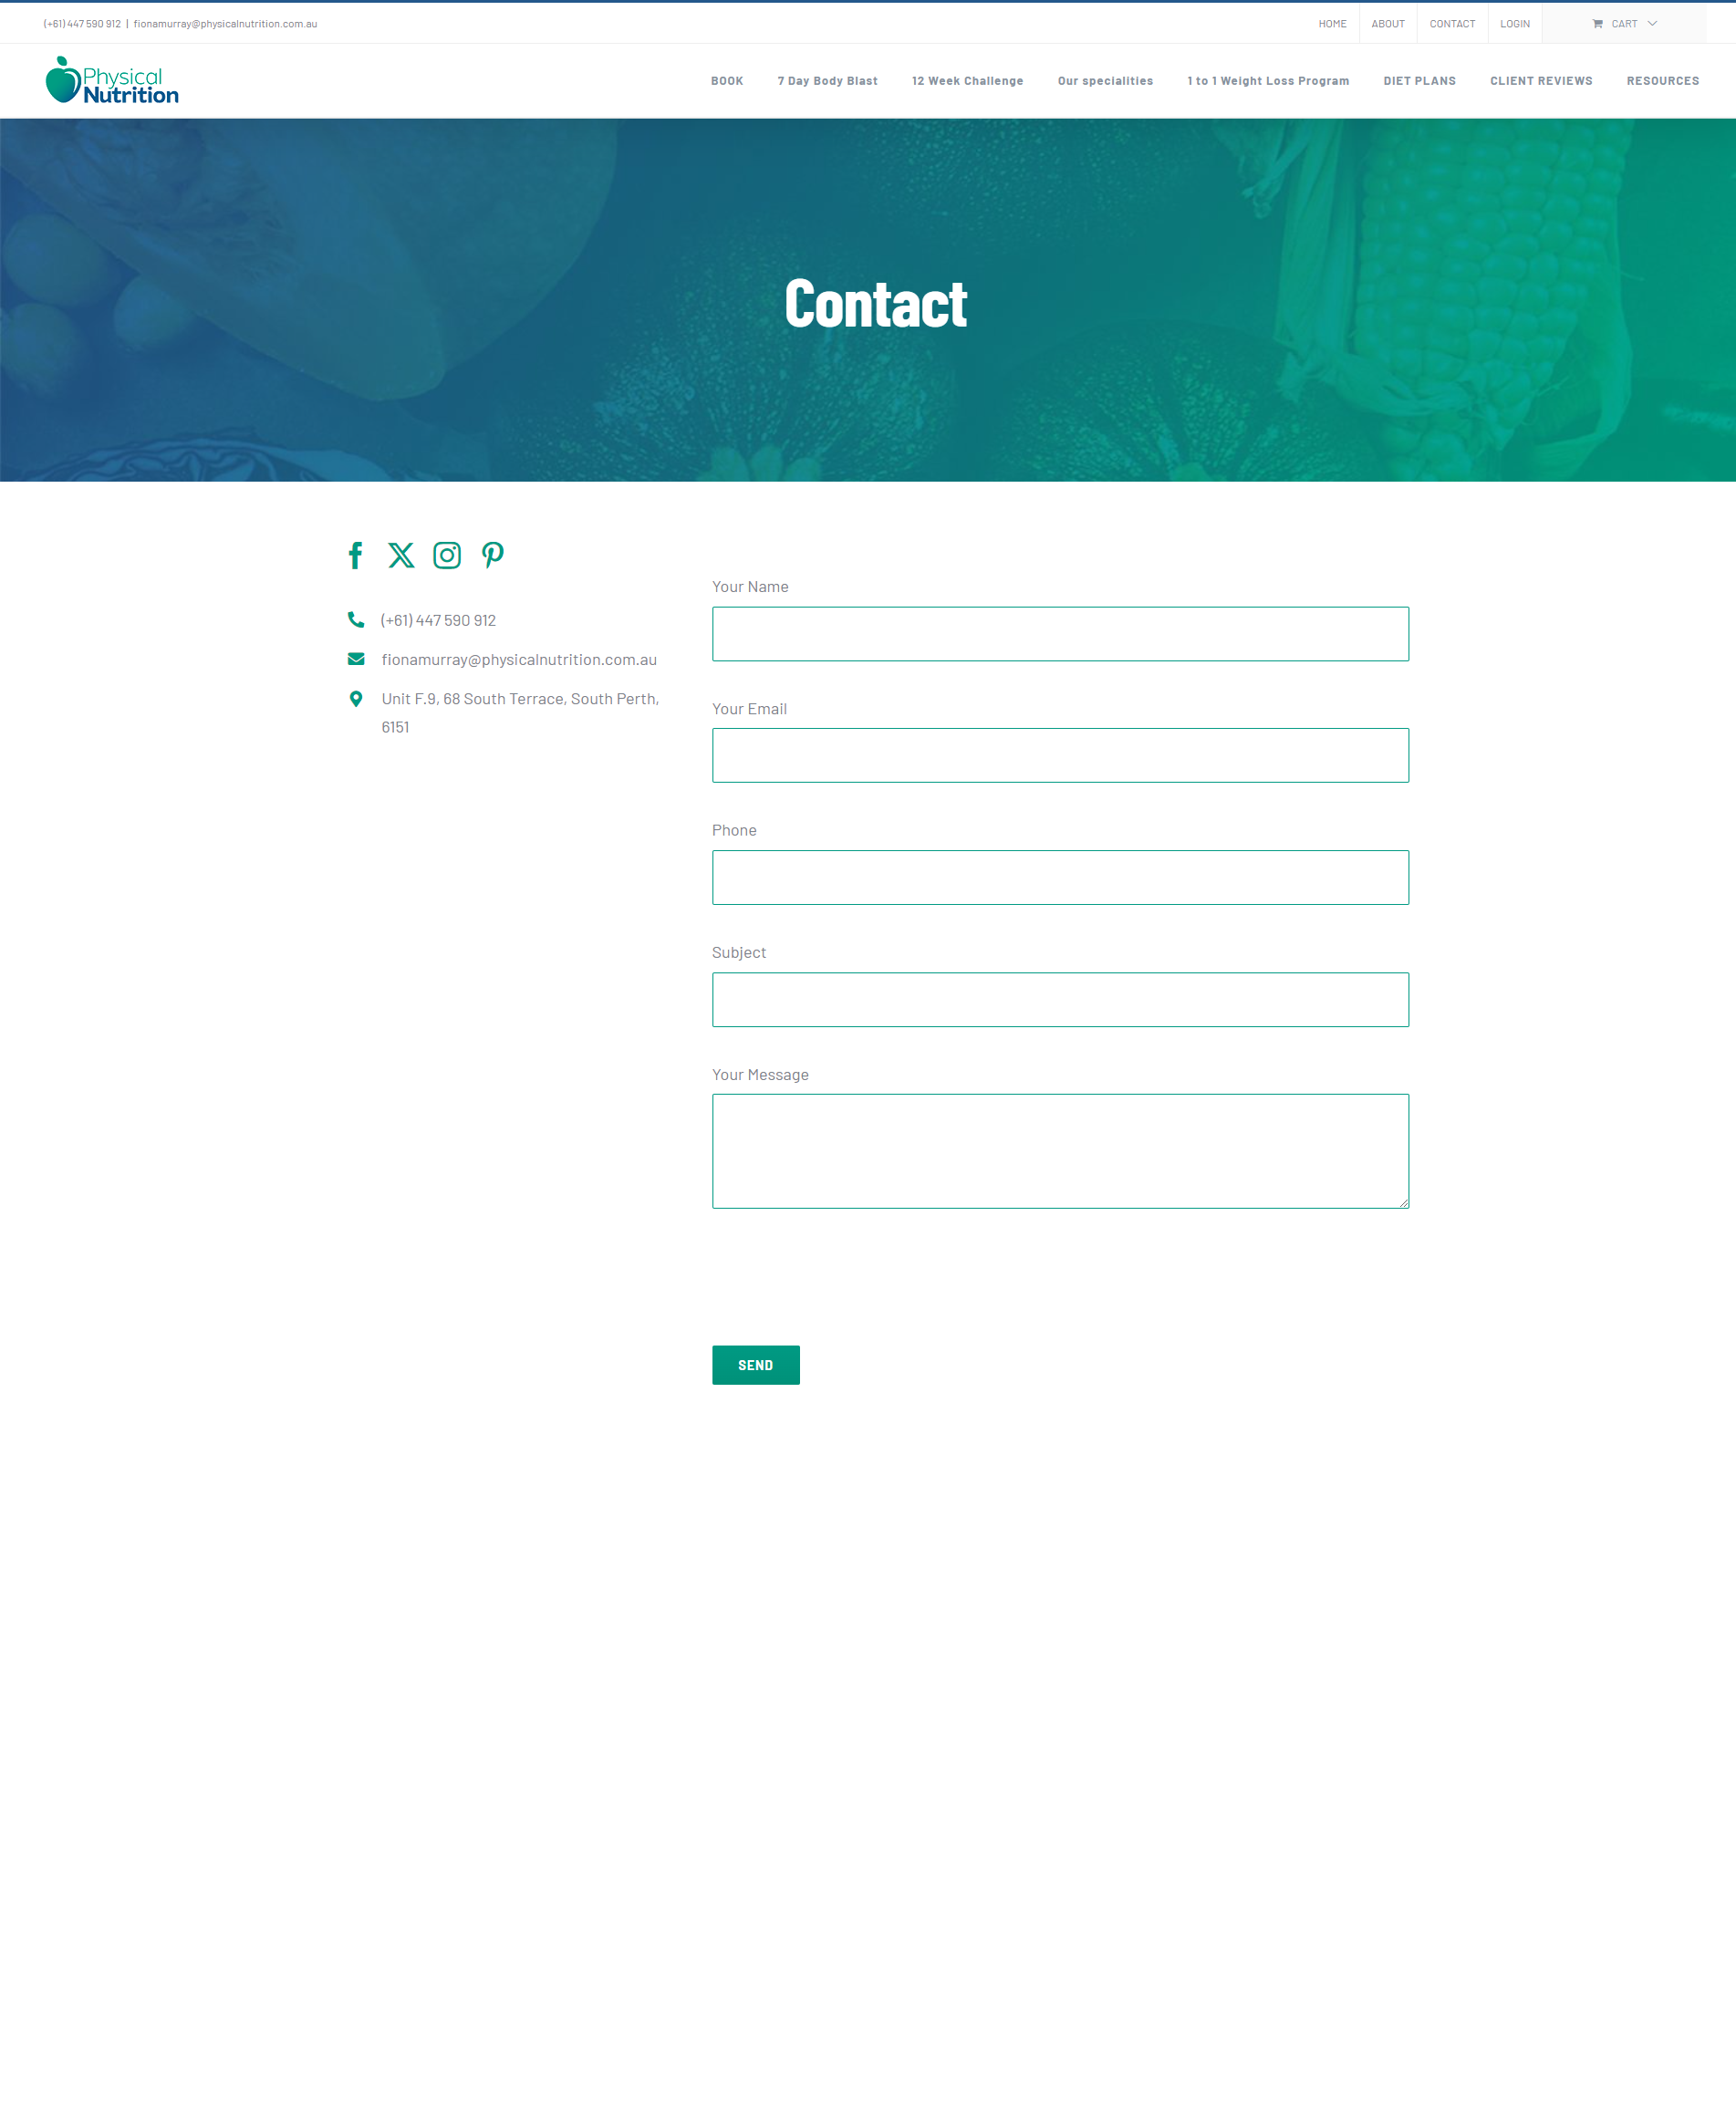 (+61) 447 590 912 | fionamurray@physicalnutrition.com.au
HOME
ABOUT
CONTACT
LOGIN
CART
Physical
Nutrition
BOOK
7 Day Body Blast
12 Week Challenge
Our specialities
1 to 1 Weight Loss Program
DIET PLANS
CLIENT REVIEWS
RESOURCES
Contact
(+61) 447 590 912
fionamurray@physicalnutrition.com.au
Unit F.9, 68 South Terrace, South Perth,
6151
Your Name
Your Email
Phone
Subject
Your Message
SEND